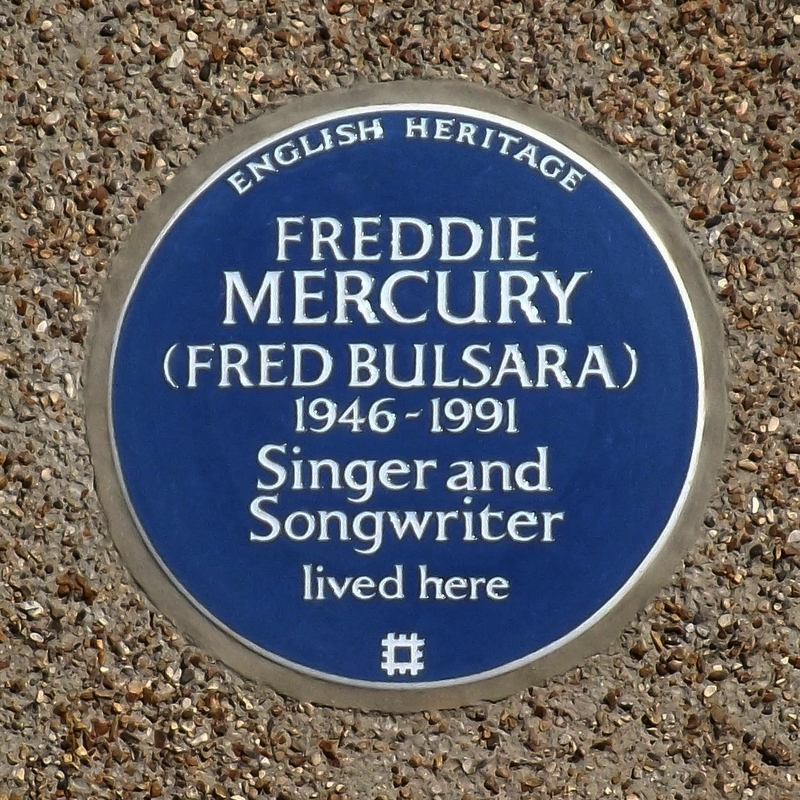 ENGLISH HERITAGE
FREDDIE
MERCURY
(FRED BULSARA)
1946-1991
Singer and
Songwriter
lived here